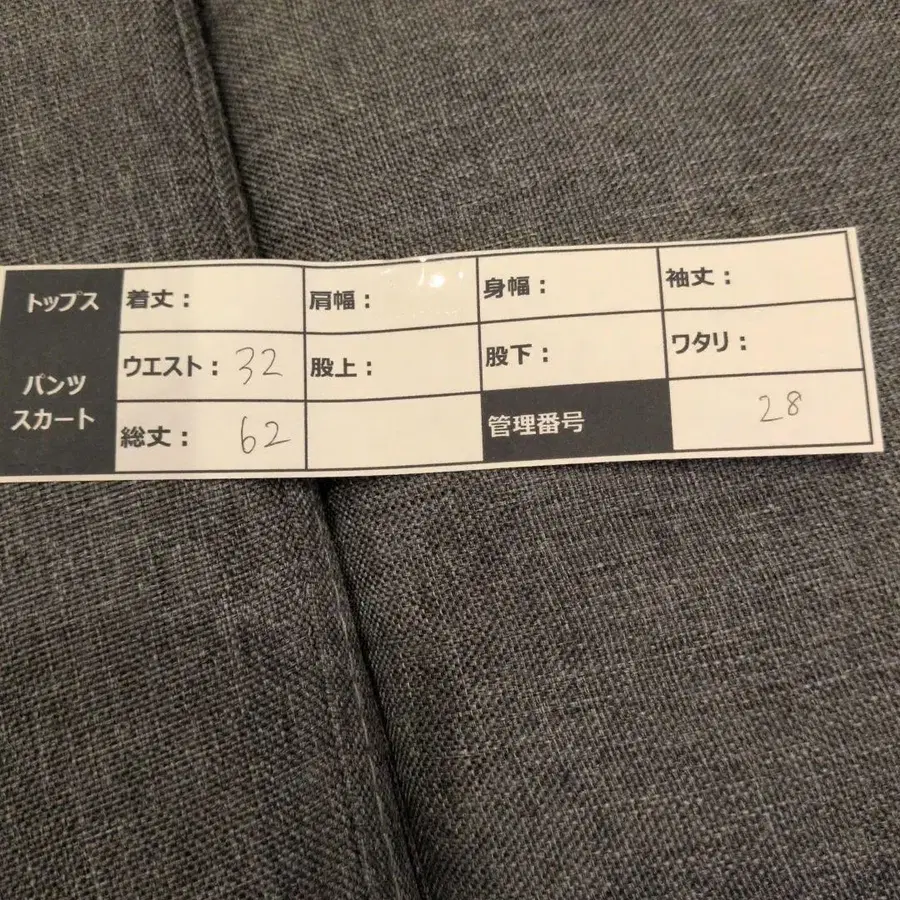 トップス 着丈： 肩幅： 身幅： 袖丈：
パンツ スカート ウエスト：32 股上： 股下： ワタリ：
総丈：62 管理番号 28